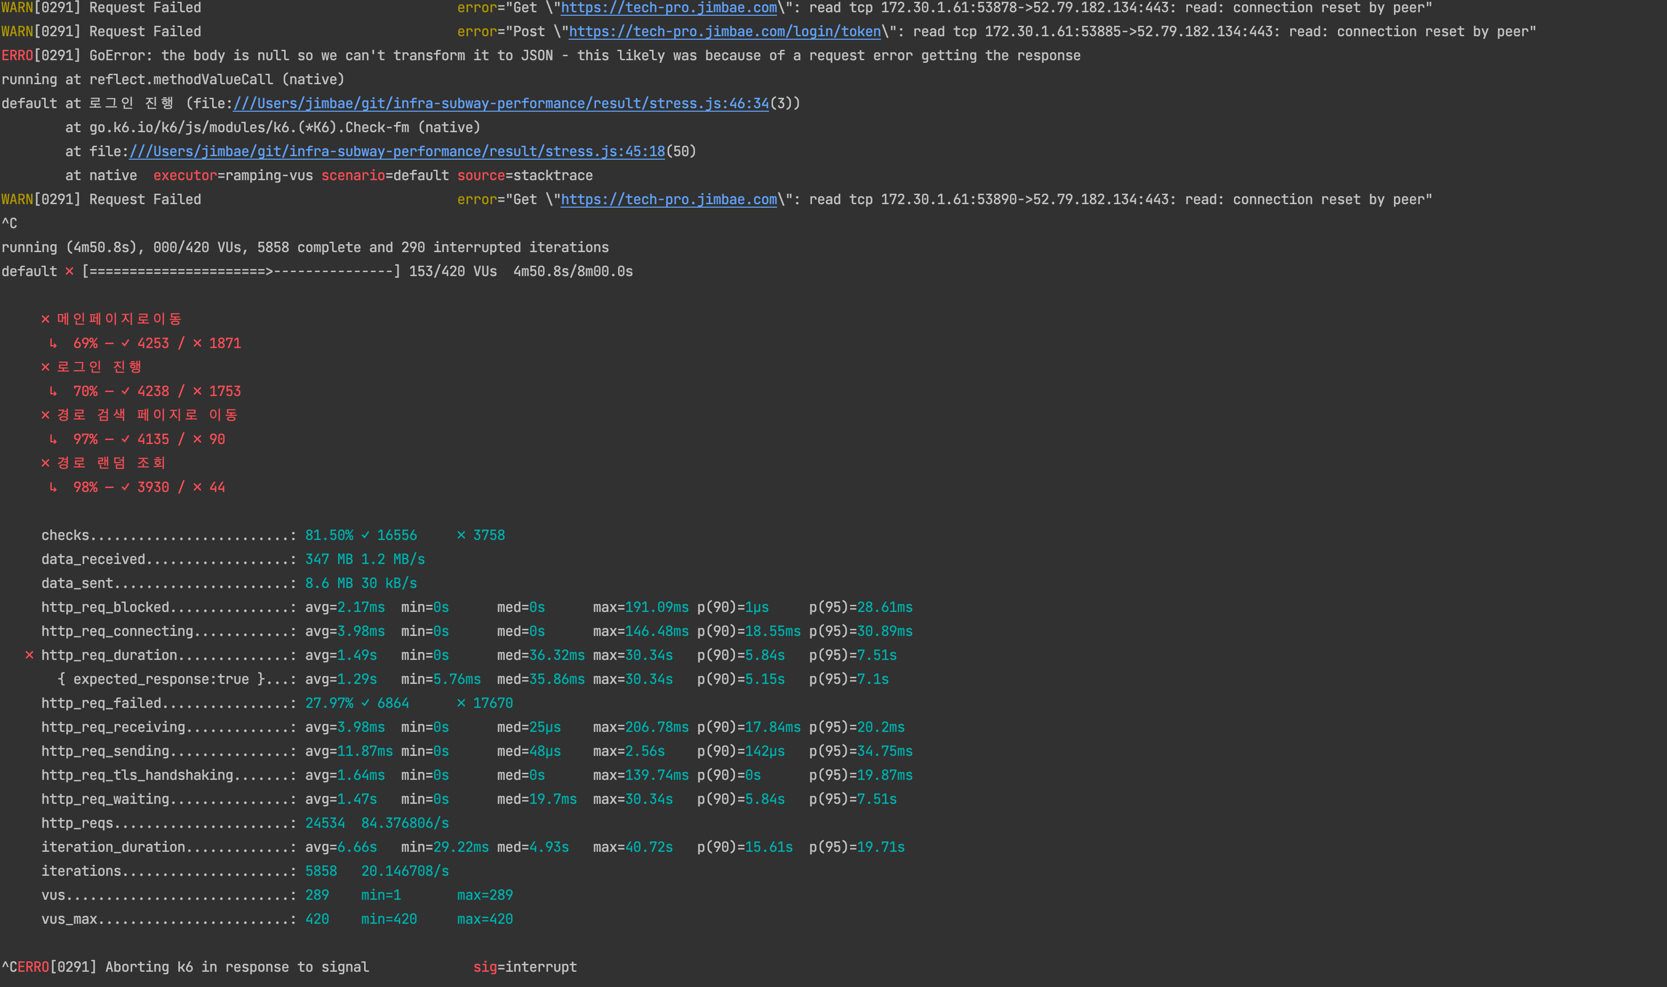 WARN[0291] Request Failed error="Get \"https://tech-pro.jimbae.com\": read tcp 172.30.1.61:53878->52.79.182.134:443: read: connection reset by peer"
WARN[0291] Request Failed error="Post \"https://tech-pro.jimbae.com/login/token\": read tcp 172.30.1.61:53885->52.79.182.134:443: read: connection reset by peer"
ERRO[0291] GoError: the body is null so we can't transform it to JSON - this likely was because of a request error getting the response
running at reflect.methodValueCall (native)
default at 로그인 진행 (file:///Users/jimbae/git/infra-subway-performance/result/stress.js:46:34(3))
at go.k6.io/k6/js/modules/k6.(*K6).Check-fm (native)
at file:///Users/jimbae/git/infra-subway-performance/result/stress.js:45:18(50)
at native executor=ramping-vus scenario=default source=stacktrace
WARN[0291] Request Failed error="Get \"https://tech-pro.jimbae.com\": read tcp 172.30.1.61:53890->52.79.182.134:443: read: connection reset by peer"
^C
running (4m50.8s), 000/420 VUs, 5858 complete and 290 interrupted iterations
default ✗ [======================>---------------] 153/420 VUs 4m50.8s/8m00.0s
✗ 메인페이지로이동
↳ 69% — ✓ 4253 / ✗ 1871
✗ 로그인 진행
↳ 70% — ✓ 4238 / ✗ 1753
✗ 경로 검색 페이지로 이동
↳ 97% — ✓ 4135 / ✗ 90
✗ 경로 랜덤 조회
↳ 98% — ✓ 3930 / ✗ 44
checks.........................: 81.50% ✓ 16556 ✗ 3758
data_received..................: 347 MB 1.2 MB/s
data_sent......................: 8.6 MB 30 kB/s
http_req_blocked...............: avg=2.17ms min=0s med=0s max=191.09ms p(90)=1µs p(95)=28.61ms
http_req_connecting............: avg=3.98ms min=0s med=0s max=146.48ms p(90)=18.55ms p(95)=30.89ms
✗ http_req_duration..............: avg=1.49s min=0s med=36.32ms max=30.34s p(90)=5.84s p(95)=7.51s
{ expected_response:true }...: avg=1.29s min=5.76ms med=35.86ms max=30.34s p(90)=5.15s p(95)=7.1s
http_req_failed................: 27.97% ✓ 6864 ✗ 17670
http_req_receiving.............: avg=3.98ms min=0s med=25µs max=206.78ms p(90)=17.84ms p(95)=20.2ms
http_req_sending...............: avg=11.87ms min=0s med=48µs max=2.56s p(90)=142µs p(95)=34.75ms
http_req_tls_handshaking.......: avg=1.64ms min=0s med=0s max=139.74ms p(90)=0s p(95)=19.87ms
http_req_waiting...............: avg=1.47s min=0s med=19.7ms max=30.34s p(90)=5.84s p(95)=7.51s
http_reqs......................: 24534 84.376806/s
iteration_duration.............: avg=6.66s min=29.22ms med=4.93s max=40.72s p(90)=15.61s p(95)=19.71s
iterations.....................: 5858 20.146708/s
vus............................: 289 min=1 max=289
vus_max........................: 420 min=420 max=420
^CERRO[0291] Aborting k6 in response to signal sig=interrupt